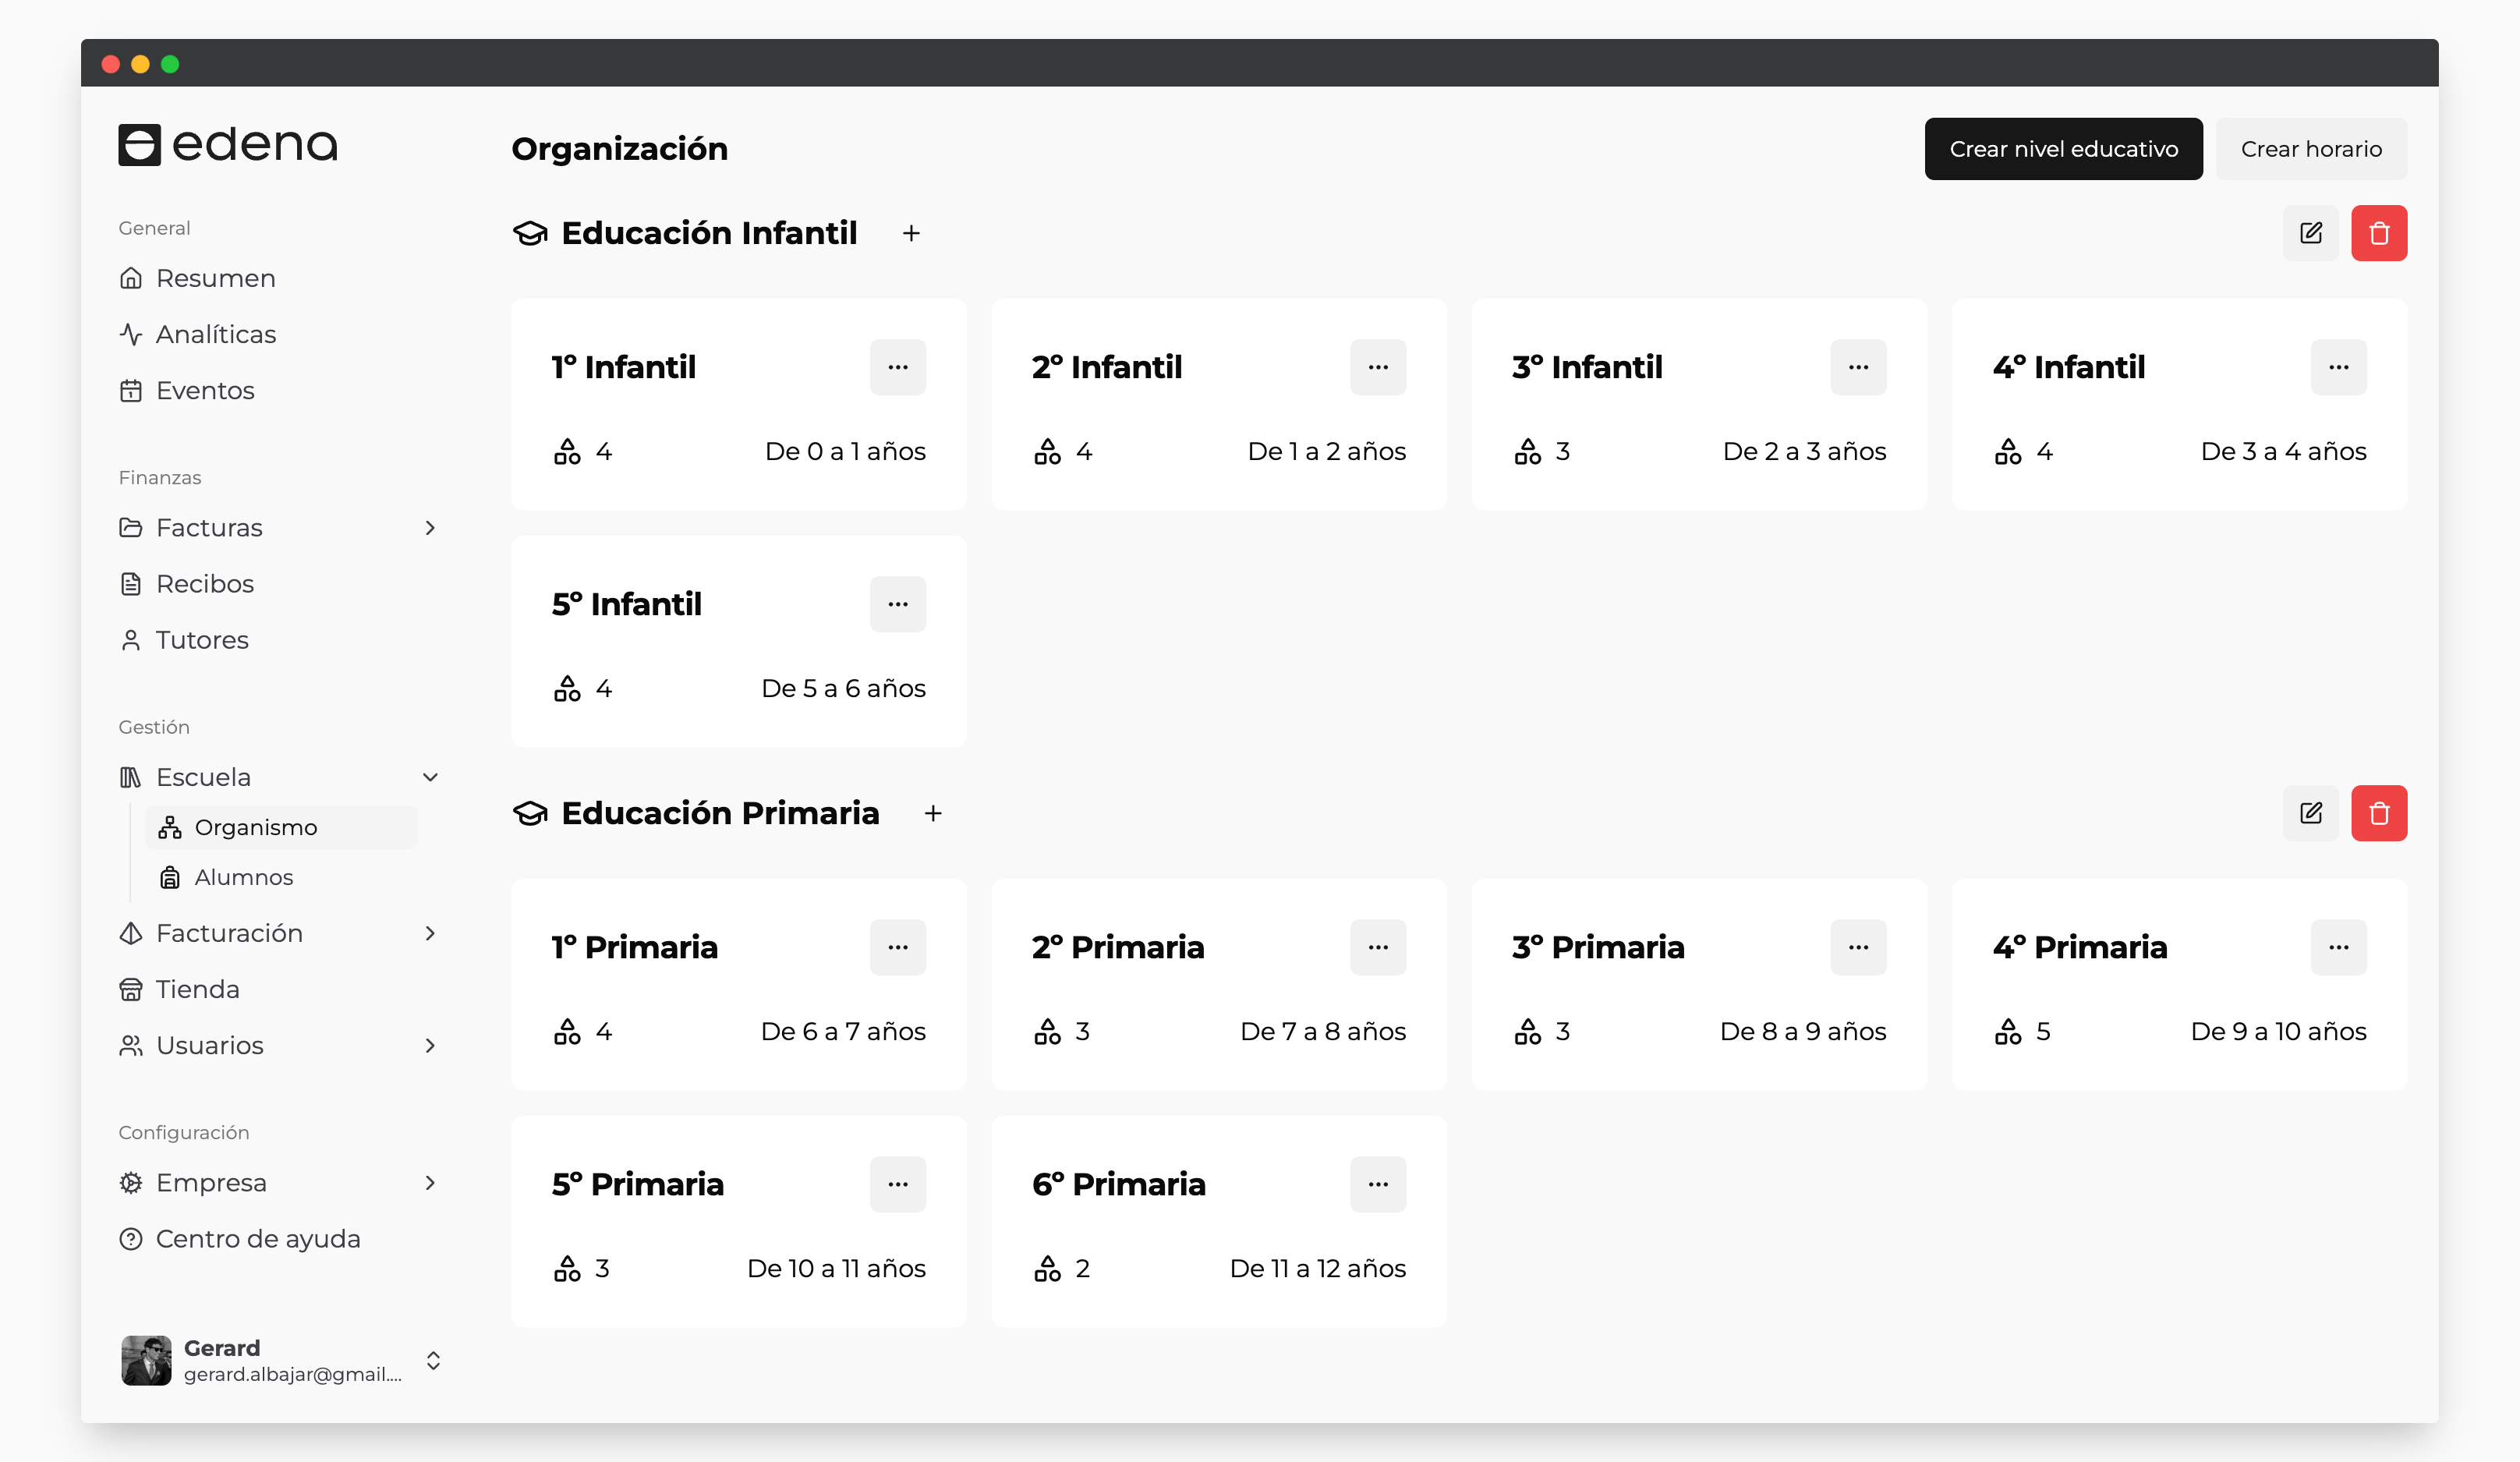 edena
General
Resumen
Analíticas
Eventos
Finanzas
Facturas
Recibos
Tutores
Gestión
Escuela
Organismo
Alumnos
Facturación
Tienda
Usuarios
Configuración
Empresa
Centro de ayuda
Gerard
gerard.albajar@gmail....
Organización
Crear nivel educativo
Crear horario
Educación Infantil
1º Infantil
4 De 0 a 1 años
2º Infantil
4 De 1 a 2 años
3º Infantil
3 De 2 a 3 años
4º Infantil
4 De 3 a 4 años
5º Infantil
4 De 5 a 6 años
Educación Primaria
1º Primaria
4 De 6 a 7 años
2º Primaria
3 De 7 a 8 años
3º Primaria
3 De 8 a 9 años
4º Primaria
5 De 9 a 10 años
5º Primaria
3 De 10 a 11 años
6º Primaria
2 De 11 a 12 años